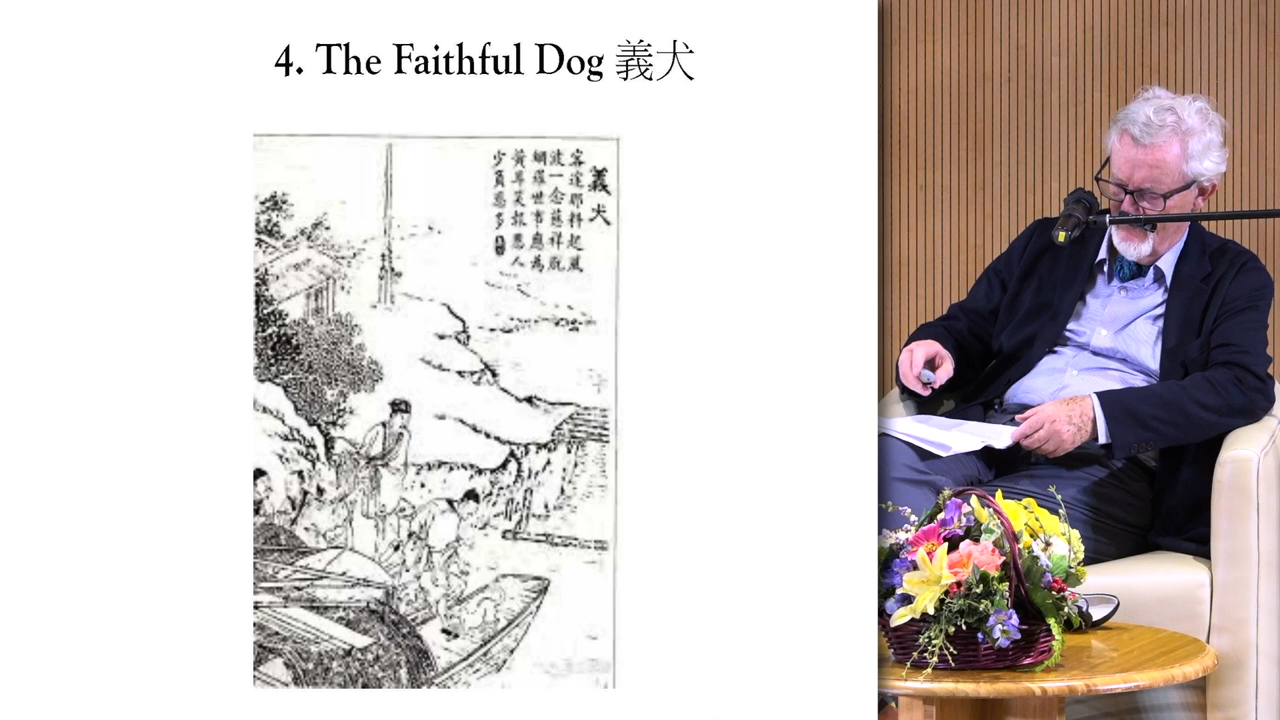 4. The Faithful Dog 義犬
義犬
客途那料起風
波一念慈祥脫
網羅世事應為
黃耳笑報恩人
少負恩多